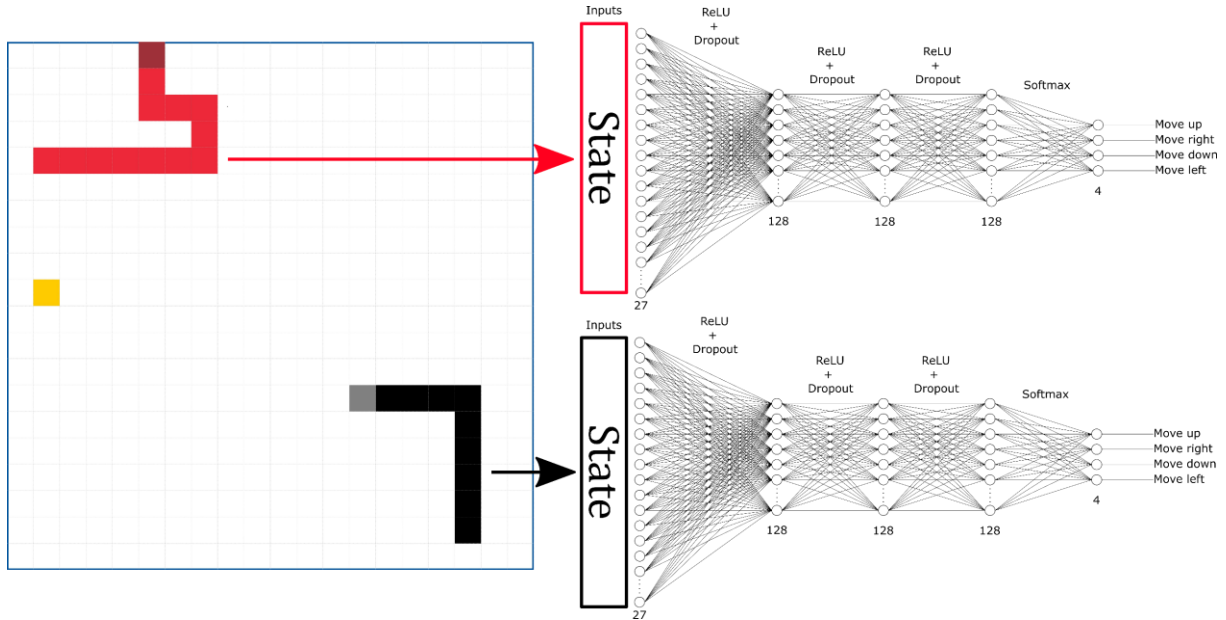 Inputs
ReLU
+
Dropout
ReLU
+
Dropout
ReLU
+
Dropout
Softmax
State
Move up
Move right
Move down
Move left
27
128
128
128
4
Inputs
ReLU
+
Dropout
ReLU
+
Dropout
ReLU
+
Dropout
Softmax
State
Move up
Move right
Move down
Move left
27
128
128
128
4